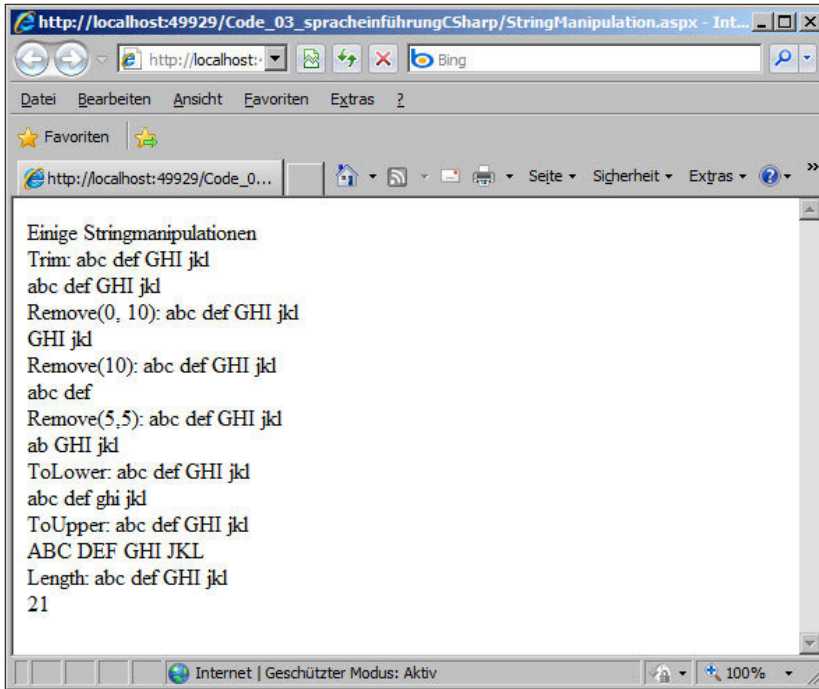 http://localhost:49929/Code_03_spracheinführungCSharp/StringManipulation.aspx - Int...
http://localhost:
Bing
Datei Bearbeiten Ansicht Favoriten Extras ?
Favoriten
http://localhost:49929/Code_0...
Seite Sicherheit Extras »
Einige Stringmanipulationen
Trim: abc def GHI jkl
abc def GHI jkl
Remove(0, 10): abc def GHI jkl
GHI jkl
Remove(10): abc def GHI jkl
abc def
Remove(5,5): abc def GHI jkl
ab GHI jkl
ToLower: abc def GHI jkl
abc def ghi jkl
ToUpper: abc def GHI jkl
ABC DEF GHI JKL
Length: abc def GHI jkl
21
Internet | Geschützter Modus: Aktiv
100%